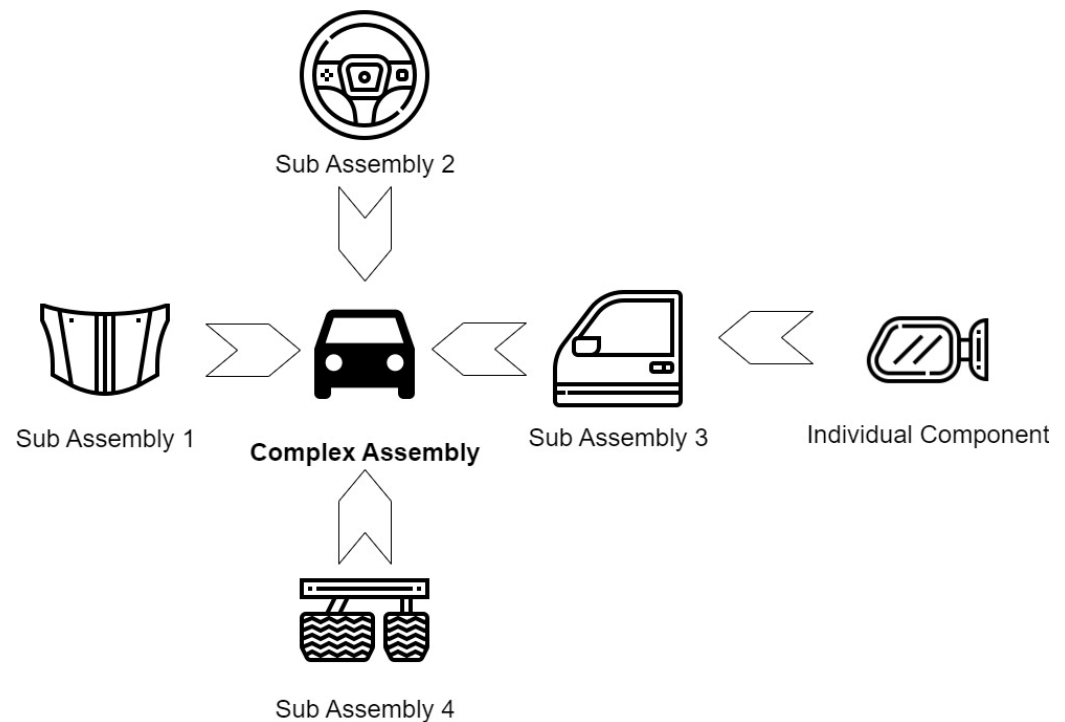 Sub Assembly 2
Sub Assembly 1
Complex Assembly
Sub Assembly 3
Individual Component
Sub Assembly 4